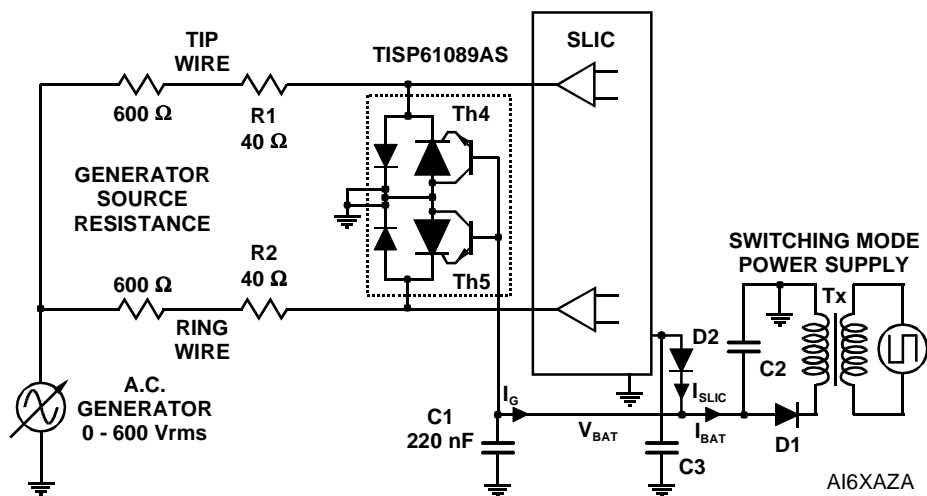 TIP
WIRE
TISP61089AS
SLIC
600 Ω
R1
40 Ω
Th4
GENERATOR
SOURCE
RESISTANCE
R2
40 Ω
600 Ω
Th5
RING
WIRE
SWITCHING MODE
POWER SUPPLY
Tx
D2
C2
A.C.
GENERATOR
0 - 600 Vrms
IG
ISLIC
C1
220 nF
VBAT
IBAT
D1
C3
AI6XAZA